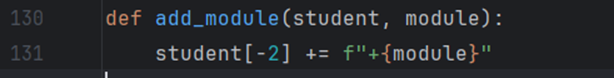 130 def add_module(student, module):
131 student[-2] += f"+{module}"